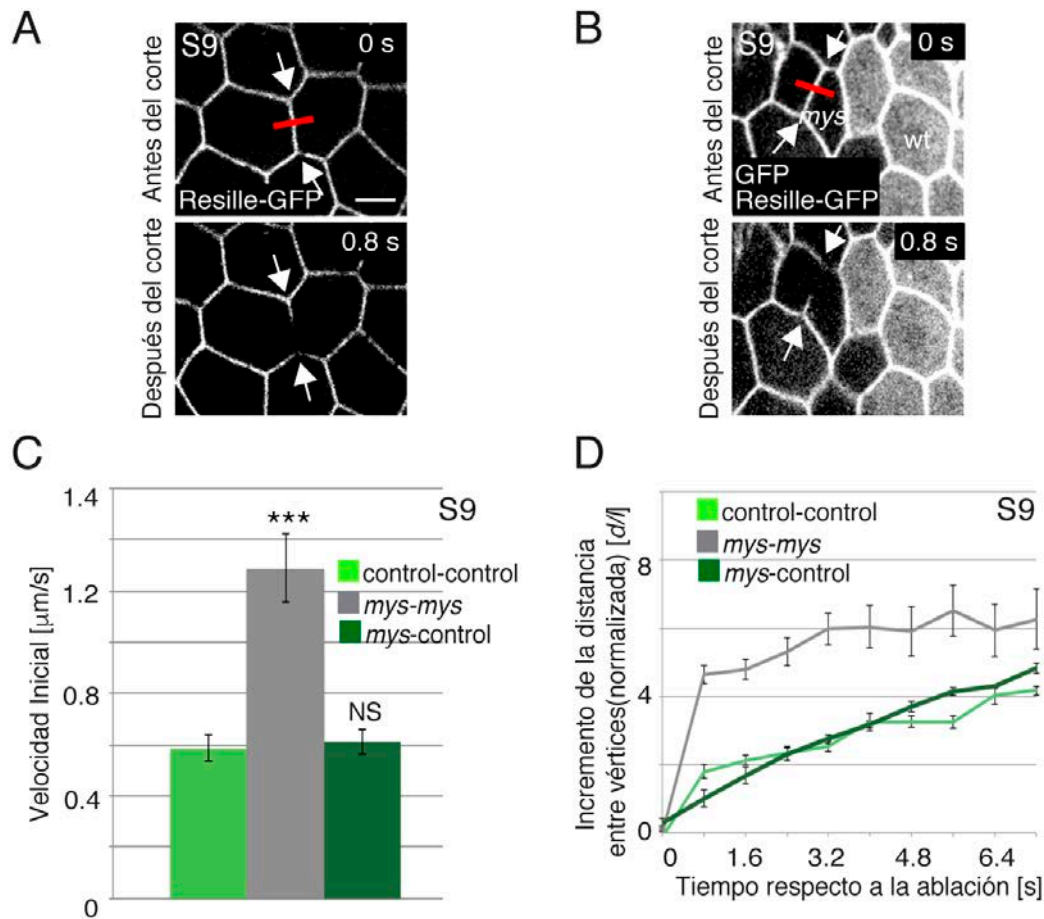 A
Antes del corte
S9
0 s
Resille-GFP
Después del corte
0.8 s
B
Antes del corte
S9
0 s
mys
wt
GFP
Resille-GFP
Después del corte
0.8 s
C
S9
Velocidad Inicial [µm/s]
1.4
1.2
0.8
0.4
0
***
NS
control-control
mys-mys
mys-control
D
S9
Incremento de la distancia
entre vértices(normalizada) [d/l]
8
4
0
control-control
mys-mys
mys-control
0
1.6
3.2
4.8
6.4
Tiempo respecto a la ablación [s]